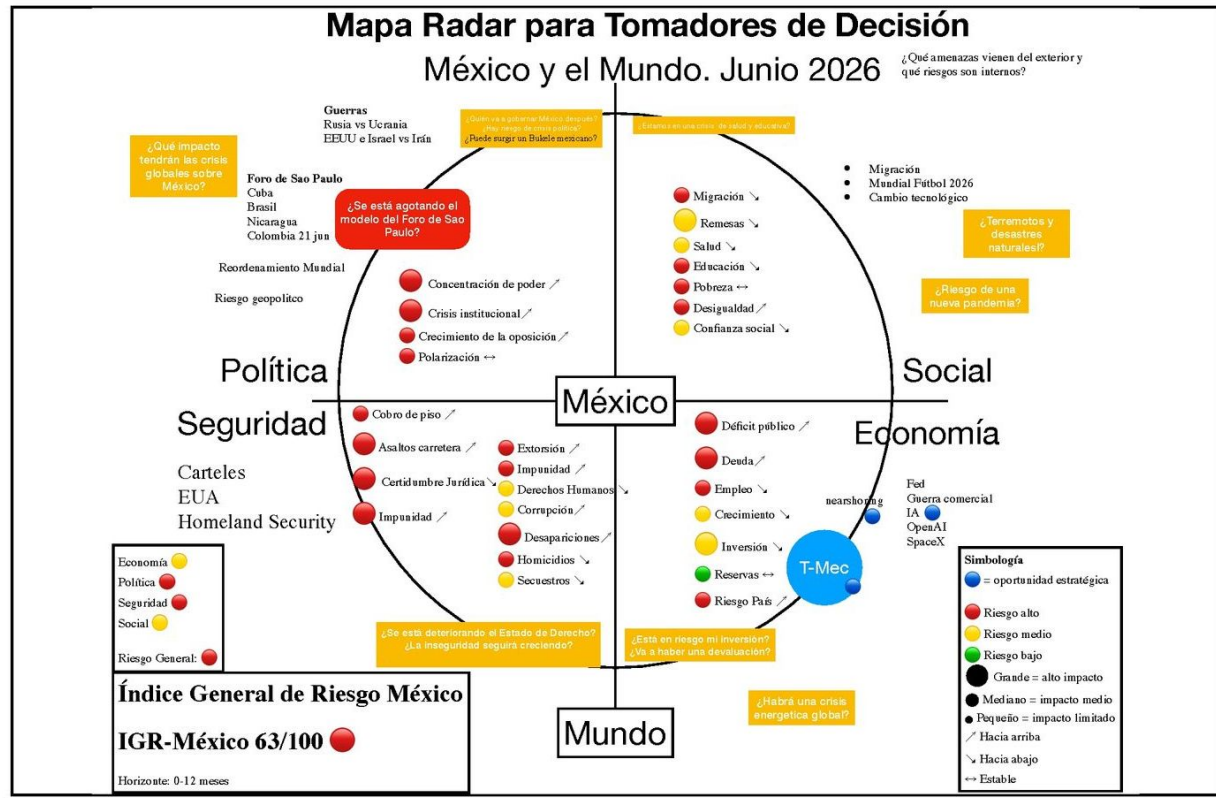 Mapa Radar para Tomadores de Decisión
México y el Mundo. Junio 2026
¿Qué amenazas vienen del exterior y
qué riesgos son internos?
Guerras
Rusia vs Ucrania
EEUU e Israel vs Irán
¿Quién va a gobernar México después?
¿Hay riesgo de crisis política?
¿Puede surgir un Bukele mexicano?
¿Estamos en una crisis de salud y educativa?
¿Qué impacto
tendrán las crisis
globales sobre
México?
Foro de Sao Paulo
Cuba
Brasil
Nicaragua
Colombia 21 jun
¿Se está agotando el
modelo del Foro de Sao
Paulo?
Reordenamiento Mundial
Riesgo geopolítco
• Migración
• Mundial Fútbol 2026
• Cambio tecnológico
¿Terremotos y
desastres
naturalesl?
¿Riesgo de una
nueva pandemia?
Concentración de poder ↗
Crisis institucional ↗
Crecimiento de la oposición ↗
Polarización ↔
Migración ↘
Remesas ↘
Salud ↘
Educación ↘
Pobreza ↔
Desigualdad ↗
Confianza social ↘
Política
Social
México
Seguridad
Economía
Carteles
EUA
Homeland Security
Cobro de piso ↗
Asaltos carretera ↗
Certidumbre Jurídica ↘
Impunidad ↗
Extorsión ↗
Impunidad ↗
Derechos Humanos ↘
Corrupción ↗
Desapariciones ↗
Homicidios ↘
Secuestros ↘
Déficit público ↗
Deuda ↗
Empleo ↘
Crecimiento ↘
Inversión ↘
Reservas ↔
Riesgo País ↗
T-Mec
nearshoring
Fed
Guerra comercial
IA
OpenAI
SpaceX
¿Se está deteriorando el Estado de Derecho?
¿La inseguridad seguirá creciendo?
¿Está en riesgo mi inversión?
¿Va a haber una devaluación?
¿Habrá una crisis
energetica global?
Mundo
Economía
Política
Seguridad
Social
Riesgo General:
Índice General de Riesgo México
IGR-México 63/100
Horizonte: 0-12 meses
Simbología
= oportunidad estratégica
Riesgo alto
Riesgo medio
Riesgo bajo
Grande = alto impacto
Mediano = impacto medio
Pequeño = impacto limitado
↗ Hacia arriba
↘ Hacia abajo
↔ Estable